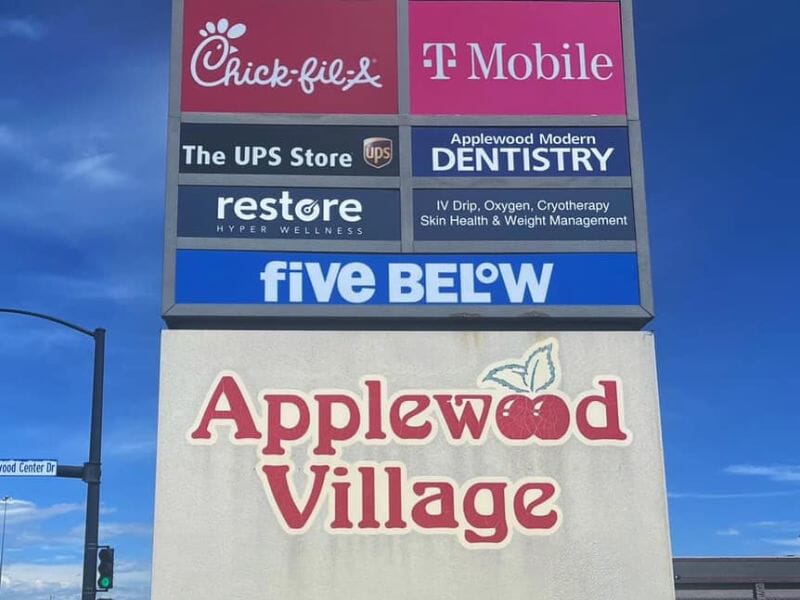 Chick-fil-A
T Mobile
The UPS Store
ups
Applewood Modern
DENTISTRY
restore
HYPER WELLNESS
IV Drip, Oxygen, Cryotherapy
Skin Health & Weight Management
five BELOW
Applewood
Village
ood Center Dr